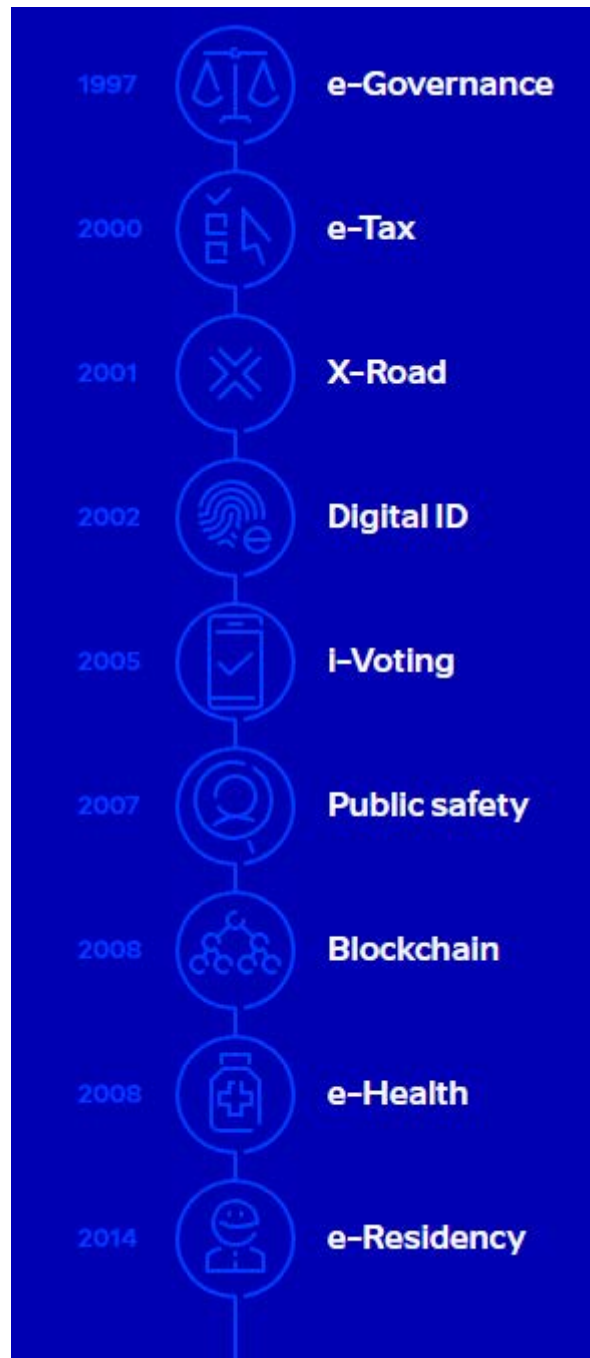 1997 e-Governance
2000 e-Tax
2001 X-Road
2002 Digital ID
2005 i-Voting
2007 Public safety
2008 Blockchain
2008 e-Health
2014 e-Residency